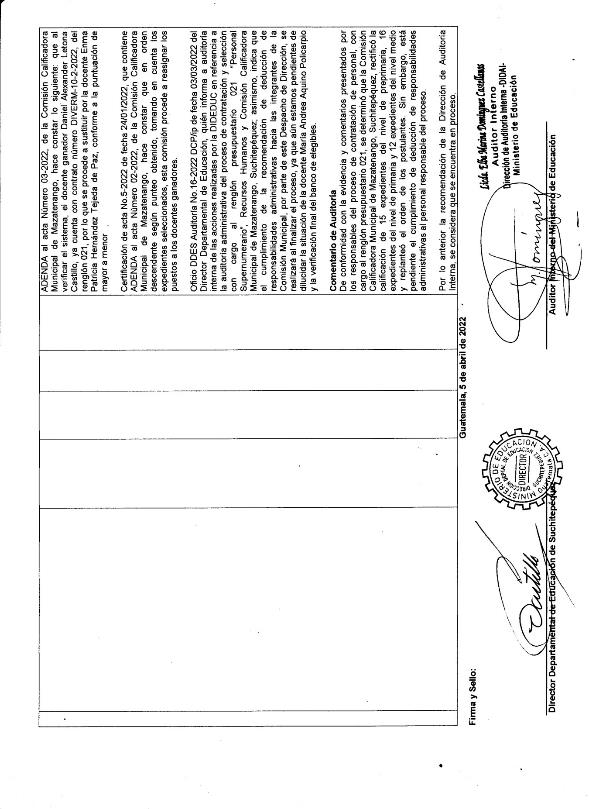 ADENDA al acta Número 03-2022, de la Comisión Calificadora
Municipal de Mazatenango, hace constar lo siguiente: que al
verificar el sistema, el docente ganador Daniel Alexander Letona
Castillo, ya cuenta con contrato número DIVERM-10-2-2022, del
renglón 021, por lo que se procede a sustituir por la docente Erima
Patricia Hernández Tejeda de Paz, conforme a la puntuación de
mayor a menor
Certificación de acta No.5-2022 de fecha 24/01/2022, que contiene
ADENDA al acta Número 02-2022, de la Comisión Calificadora
Municipal de Mazatenango, hace constar que en orden
descendente según punteo obtenido y tomando en cuenta los
expedientes seleccionados, esta comisión procede a reasignar los
puestos a los docentes ganadores.
Oficio DDES Auditoría No.16-2022 DCP/lp de fecha 03/03/2022 del
Director Departamental de Educación, quién informa a auditoría
interna de las acciones realizadas por la DIDEDUC en referencia a
la auditoría administrativa del proceso de contratación y selección
con cargo al renglón presupuestario 021 "Personal
Supernumerario", Recursos Humanos y Comisión Calificadora
Municipal de Mazatenango, Suchitepéquez, asimismo, indica que
el cumplimiento de la recomendación de deducción de
responsabilidades administrativas hacia las integrantes de la
Comisión Municipal, por parte de este Despacho de Dirección, se
realizará al finalizar el proceso, ya que aún estamos pendientes de
dilucidar la situación de la docente María Andrea Aquino Policarpio
y la verificación final del banco de elegibles.
Comentario de Auditoría
De conformidad con la evidencia y comentarios presentados por
los responsables del proceso de contratación de personal, con
cargo al renglón presupuestario 021, se determinó que la Comisión
Calificadora Municipal de Mazatenango, Suchitepéquez, rectificó la
calificación de 15 expedientes del nivel de preprimaria, 16
expedientes del nivel de primaria y 12 expedientes del nivel medio
y replanteó el orden de los postulantes. Sin embargo, está
pendiente el cumplimiento de deducción de responsabilidades
administrativas al personal responsable del proceso.
Por lo anterior la recomendación de la Dirección de Auditoría
Interna, se considera que se encuentra en proceso.
Guatemala, 5 de abril de 2022
Firma y Sello:
MINISTERIO DE EDUCACION
DIRECTOR
Director Departamental de Educación de Suchitepéquez
Licda. Elba Marina Domínguez Castellanos
Auditor Interno
Dirección de Auditoría Interna -DIDAI-
Ministerio de Educación
Auditor Interno del Ministerio de Educación